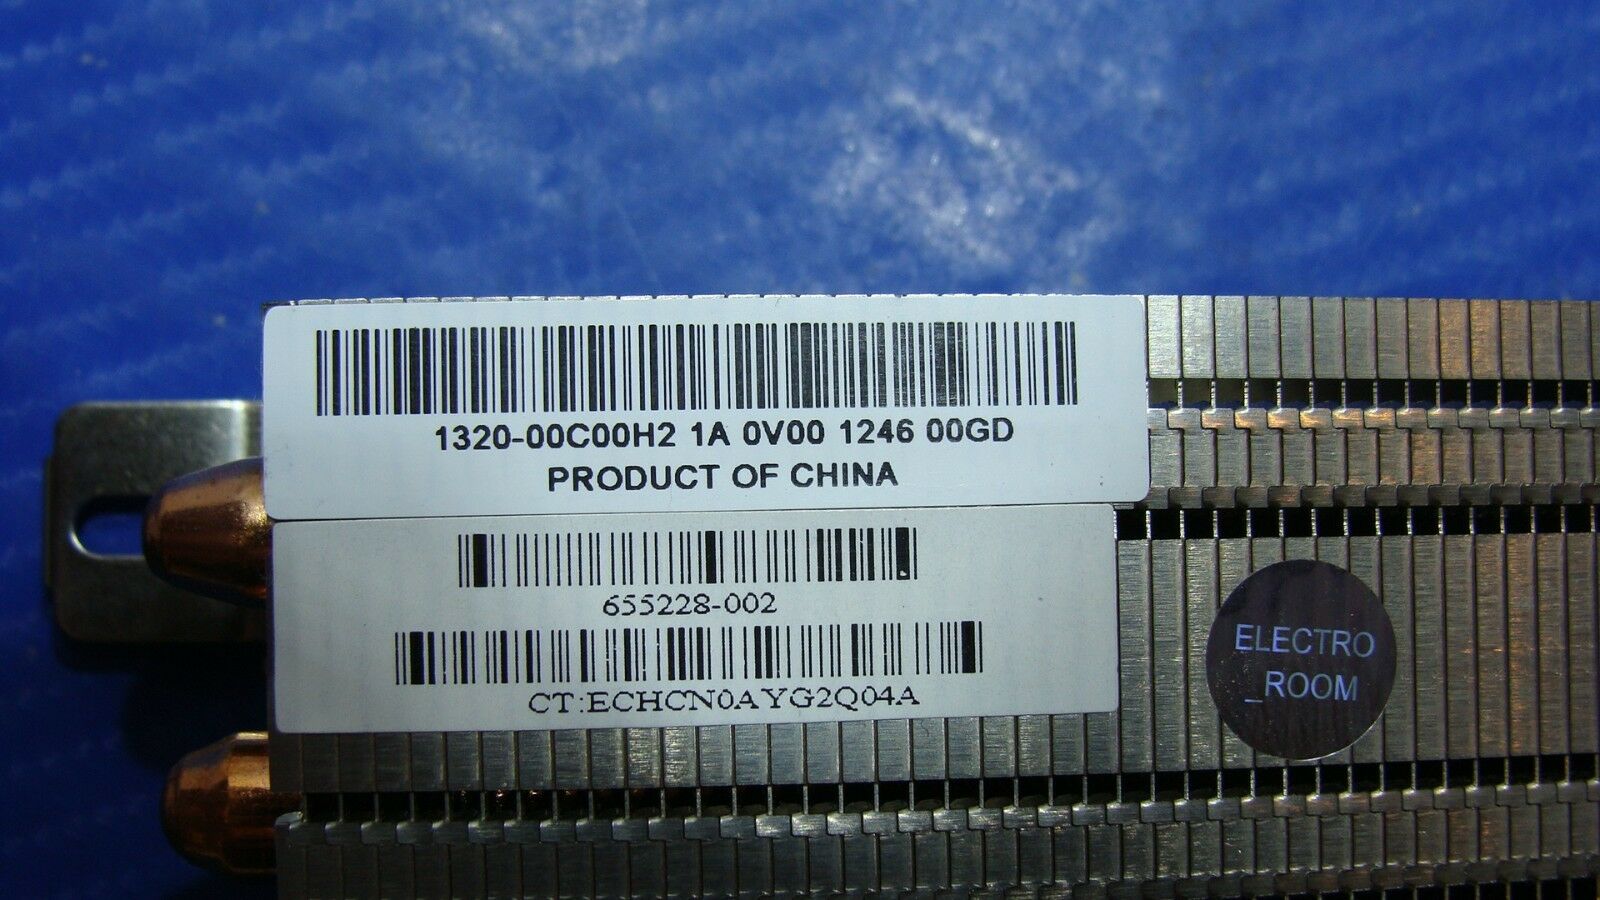 1320-00C00H2 1A 0V00 1246 00GD
PRODUCT OF CHINA
655228-002
CT:ECHCN0AYG2Q04A
ELECTRO
_ROOM